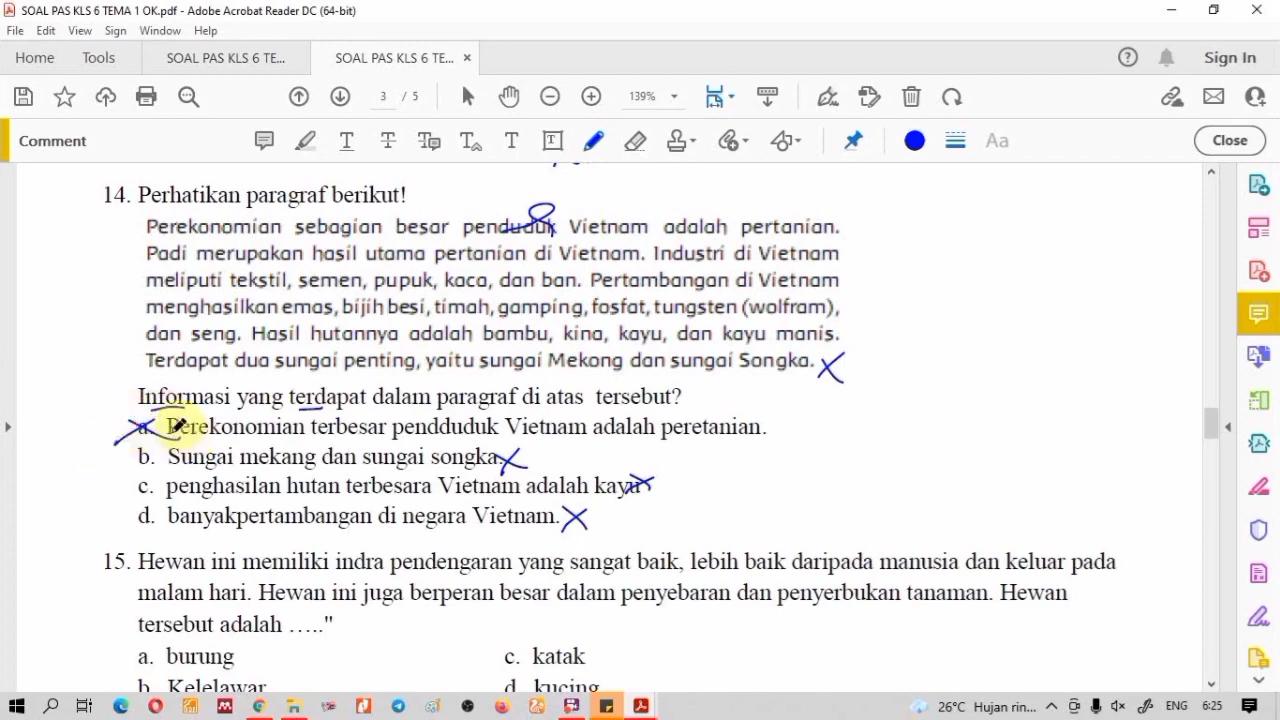 SOAL PAS KLS 6 TEMA 1 OK.pdf - Adobe Acrobat Reader DC (64-bit)
File Edit View Sign Window Help
Home Tools SOAL PAS KLS 6 TE... SOAL PAS KLS 6 TE... × Sign In
3 / 5 139%
Comment Aa Close
14. Perhatikan paragraf berikut!
Perekonomian sebagian besar penduduk Vietnam adalah pertanian.
Padi merupakan hasil utama pertanian di Vietnam. Industri di Vietnam
meliputi tekstil, semen, pupuk, kaca, dan ban. Pertambangan di Vietnam
menghasilkan emas, bijih besi, timah, gamping, fosfat, tungsten (wolfram),
dan seng. Hasil hutannya adalah bambu, kina, kayu, dan kayu manis.
Terdapat dua sungai penting, yaitu sungai Mekong dan sungai Songka.
Informasi yang terdapat dalam paragraf di atas tersebut?
a. Perekonomian terbesar pendduduk Vietnam adalah peretanian.
b. Sungai mekang dan sungai songka.
c. penghasilan hutan terbesara Vietnam adalah kayu
d. banyakpertambangan di negara Vietnam.
15. Hewan ini memiliki indra pendengaran yang sangat baik, lebih baik daripada manusia dan keluar pada
malam hari. Hewan ini juga berperan besar dalam penyebaran dan penyerbukan tanaman. Hewan
tersebut adalah ….."
a. burung c. katak
b. Kelelawar d. kucing
26°C Hujan rin... ENG 6:25